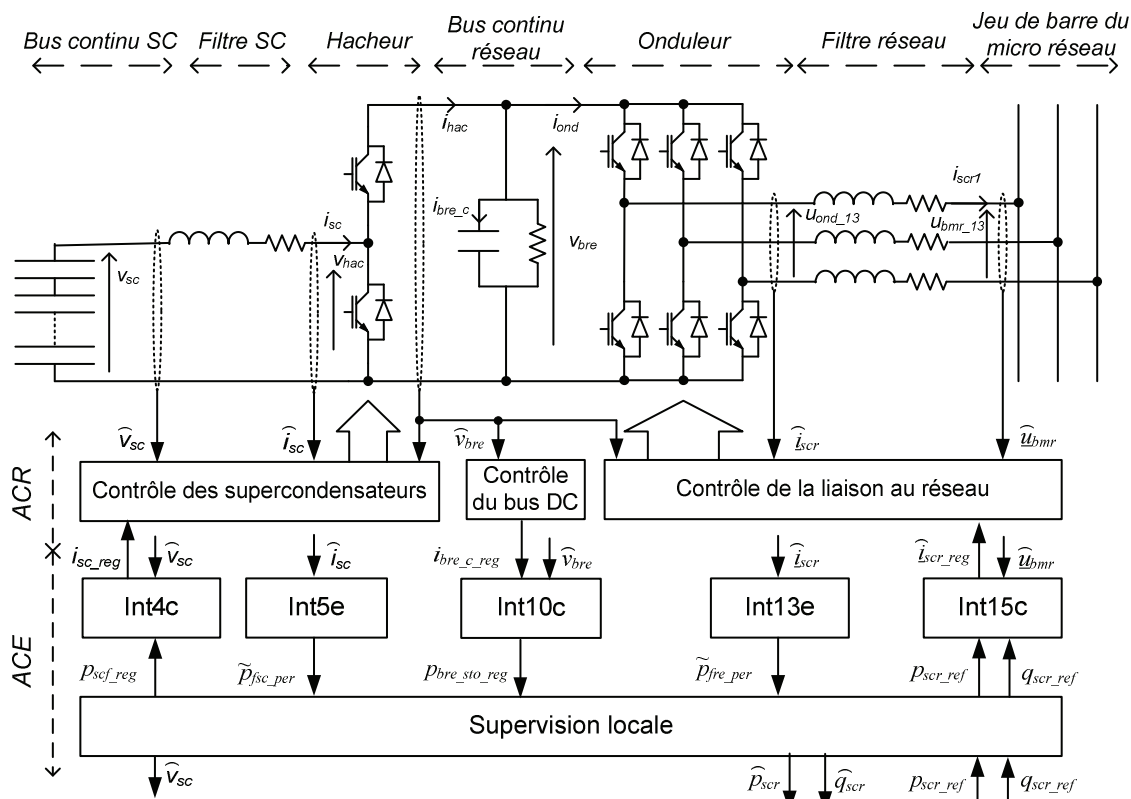 Bus continu SC
Filtre SC
Hacheur
Bus continu
réseau
Onduleur
Filtre réseau
Jeu de barre du
micro réseau
i_hac
i_ond
i_scr1
i_bre_c
v_bre
u_ond_13
u_bmr_13
i_sc
v_hac
v_sc
v̂_sc
î_sc
v̂_bre
î_scr
û_bmr
ACR
Contrôle des supercondensateurs
Contrôle
du bus DC
Contrôle de la liaison au réseau
i_sc_reg
v̂_sc
î_sc
i_bre_c_reg
v̂_bre
î_scr
î_scr_reg
û_bmr
ACE
Int4c
Int5e
Int10c
Int13e
Int15c
p_scf_reg
p̃_fsc_per
p_bre_sto_reg
p̃_fre_per
p_scr_ref
q_scr_ref
Supervision locale
v̂_sc
p̂_scr
q̂_scr
p_scr_ref
q_scr_ref